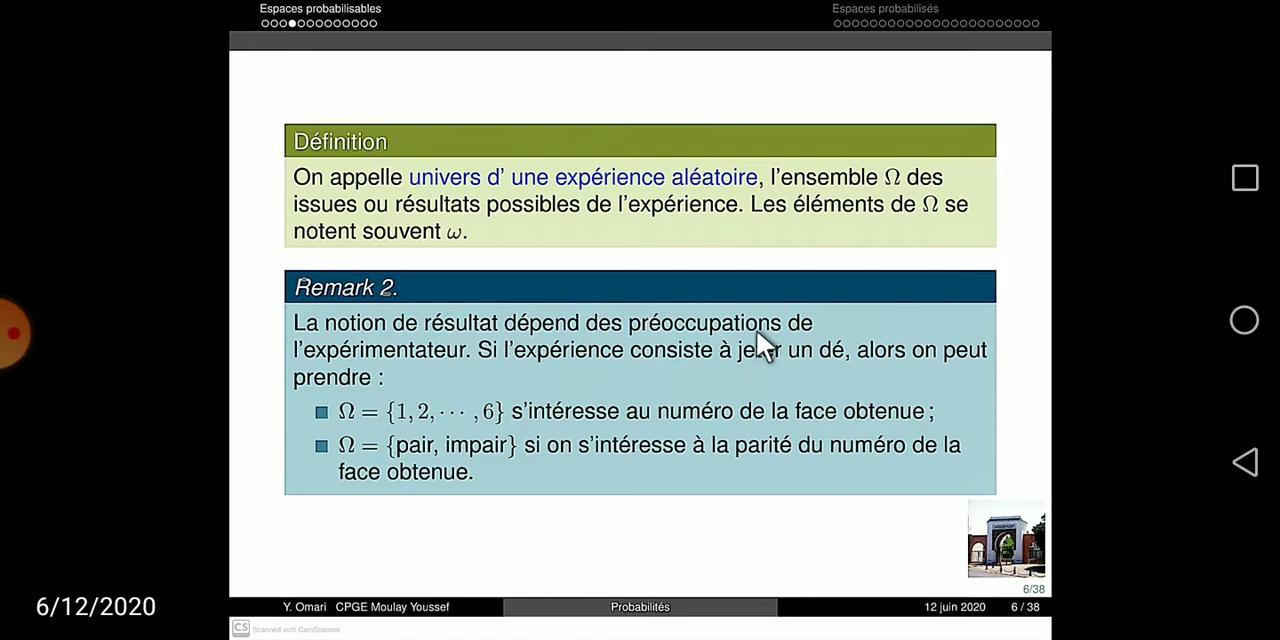 Espaces probabilisables
Espaces probabilisés
Définition
On appelle univers d' une expérience aléatoire, l'ensemble Ω des
issues ou résultats possibles de l'expérience. Les éléments de Ω se
notent souvent ω.
Remark 2.
La notion de résultat dépend des préoccupations de
l'expérimentateur. Si l'expérience consiste à jeter un dé, alors on peut
prendre :
Ω = {1, 2, ⋯ , 6} s'intéresse au numéro de la face obtenue ;
Ω = {pair, impair} si on s'intéresse à la parité du numéro de la
face obtenue.
6/38
Y. Omari CPGE Moulay Youssef
Probabilités
12 juin 2020
6 / 38
6/12/2020
CS Scanned with CamScanner